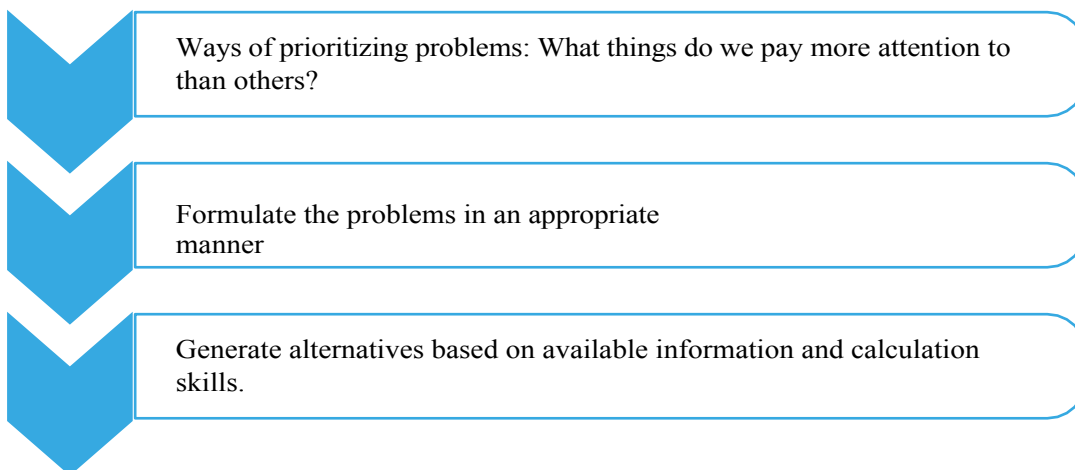 Ways of prioritizing problems: What things do we pay more attention to
than others?
Formulate the problems in an appropriate
manner
Generate alternatives based on available information and calculation
skills.